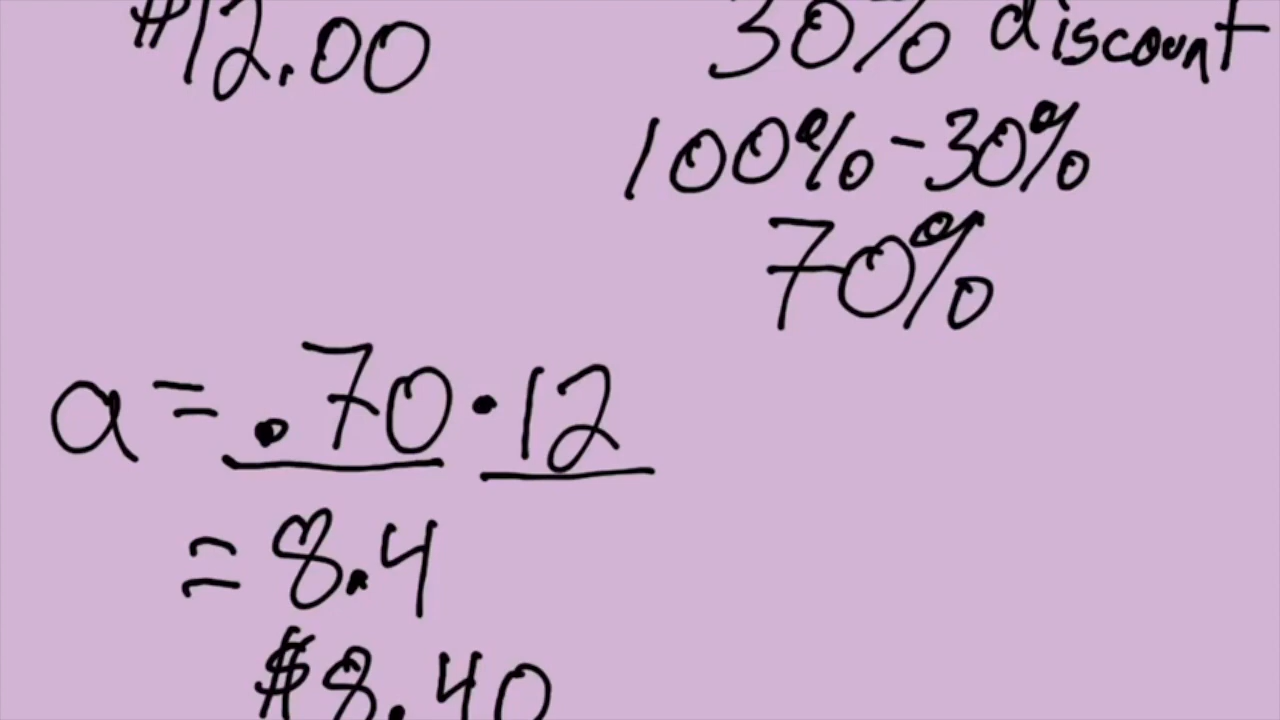 $12.00
30% discount
100% - 30%
70%
a = .70 · 12
= 8.4
$8.40